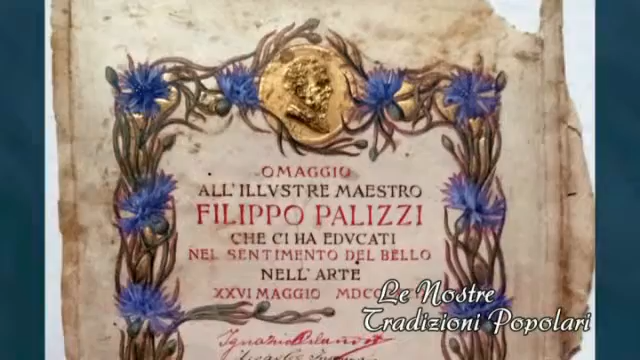 OMAGGIO
ALL'ILLVSTRE MAESTRO
FILIPPO PALIZZI
CHE CI HA EDVCATI
NEL SENTIMENTO DEL BELLO
NELL'ARTE
XXVI MAGGIO
Le Nostre
Tradizioni Popolari